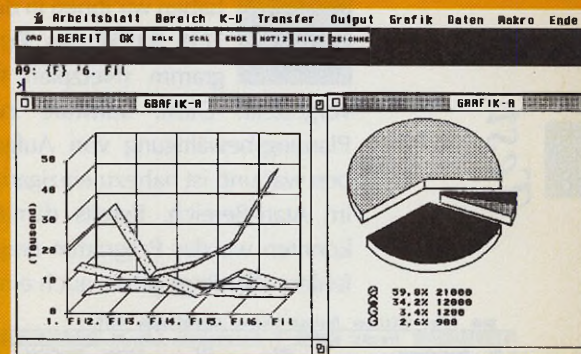 Arbeitsblatt Bereich K-U Transfer Output Grafik Daten Makro Ende
ORD BEREIT OK KALK SCRL ENDE NOTIZ HILFE ZEICHNE
A9: {F} '6. Fil
>
GRAFIK-A
GRAFIK-A
50
40
30
20
10
0
(Tausend)
1. Fil2. Fil3. Fil4. Fil5. Fil6. Fil
59,8% 21000
34,2% 12000
3,4% 1200
2,6% 900